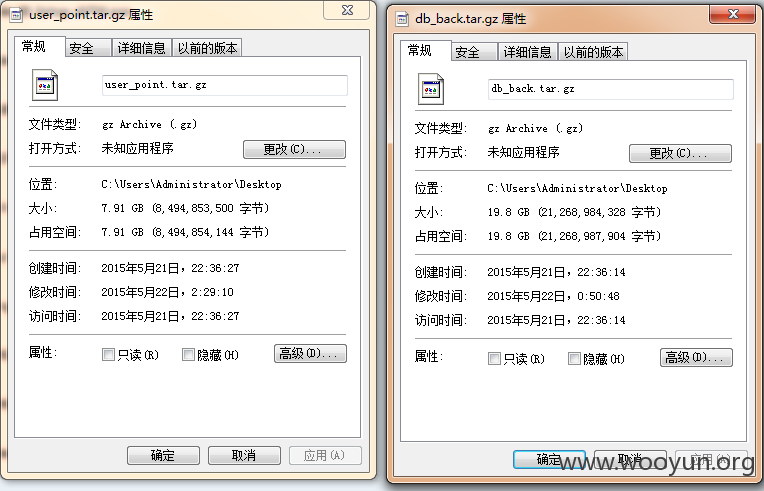 user_point.tar.gz 属性
常规 安全 详细信息 以前的版本
user_point.tar.gz
文件类型: gz Archive (.gz)
打开方式: 未知应用程序 更改(C)...
位置: C:\Users\Administrator\Desktop
大小: 7.91 GB (8,494,853,500 字节)
占用空间: 7.91 GB (8,494,854,144 字节)
创建时间: 2015年5月21日，22:36:27
修改时间: 2015年5月22日，2:29:10
访问时间: 2015年5月21日，22:36:27
属性: 只读(R) 隐藏(H) 高级(D)...
确定 取消 应用(A)
db_back.tar.gz 属性
常规 安全 详细信息 以前的版本
db_back.tar.gz
文件类型: gz Archive (.gz)
打开方式: 未知应用程序 更改(C)...
位置: C:\Users\Administrator\Desktop
大小: 19.8 GB (21,268,984,328 字节)
占用空间: 19.8 GB (21,268,987,904 字节)
创建时间: 2015年5月21日，22:36:14
修改时间: 2015年5月22日，0:50:48
访问时间: 2015年5月21日，22:36:14
属性: 只读(R) 隐藏(H) 高级(D)...
确定 取消 应用(A)
www.wooyun.org